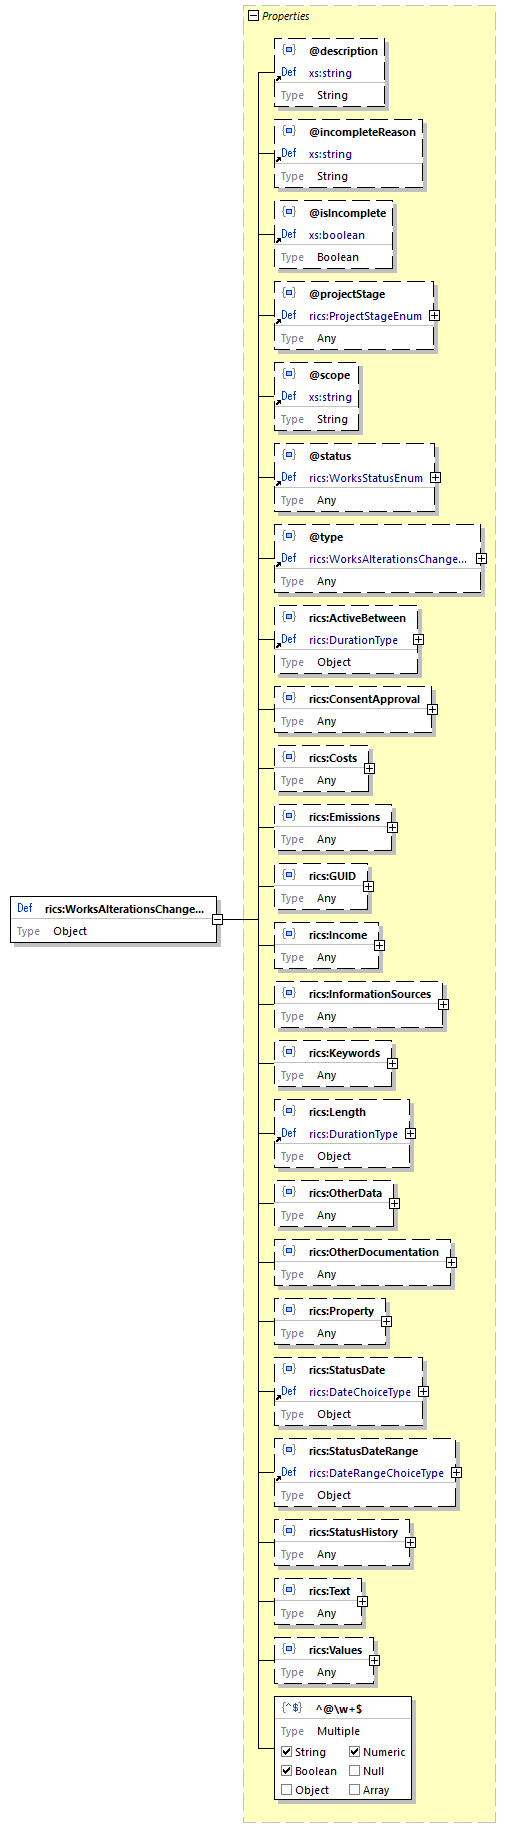 Properties
@description
Def xs:string
Type String
@incompleteReason
Def xs:string
Type String
@isIncomplete
Def xs:boolean
Type Boolean
@projectStage
Def rics:ProjectStageEnum
Type Any
@scope
Def xs:string
Type String
@status
Def rics:WorksStatusEnum
Type Any
@type
Def rics:WorksAlterationsChange...
Type Any
rics:ActiveBetween
Def rics:DurationType
Type Object
rics:ConsentApproval
Type Any
rics:Costs
Type Any
rics:Emissions
Type Any
rics:GUID
Type Any
Def rics:WorksAlterationsChange...
Type Object
rics:Income
Type Any
rics:InformationSources
Type Any
rics:Keywords
Type Any
rics:Length
Def rics:DurationType
Type Object
rics:OtherData
Type Any
rics:OtherDocumentation
Type Any
rics:Property
Type Any
rics:StatusDate
Def rics:DateChoiceType
Type Object
rics:StatusDateRange
Def rics:DateRangeChoiceType
Type Object
rics:StatusHistory
Type Any
rics:Text
Type Any
rics:Values
Type Any
{^$} ^@\w+$
Type Multiple
String Numeric
Boolean Null
Object Array